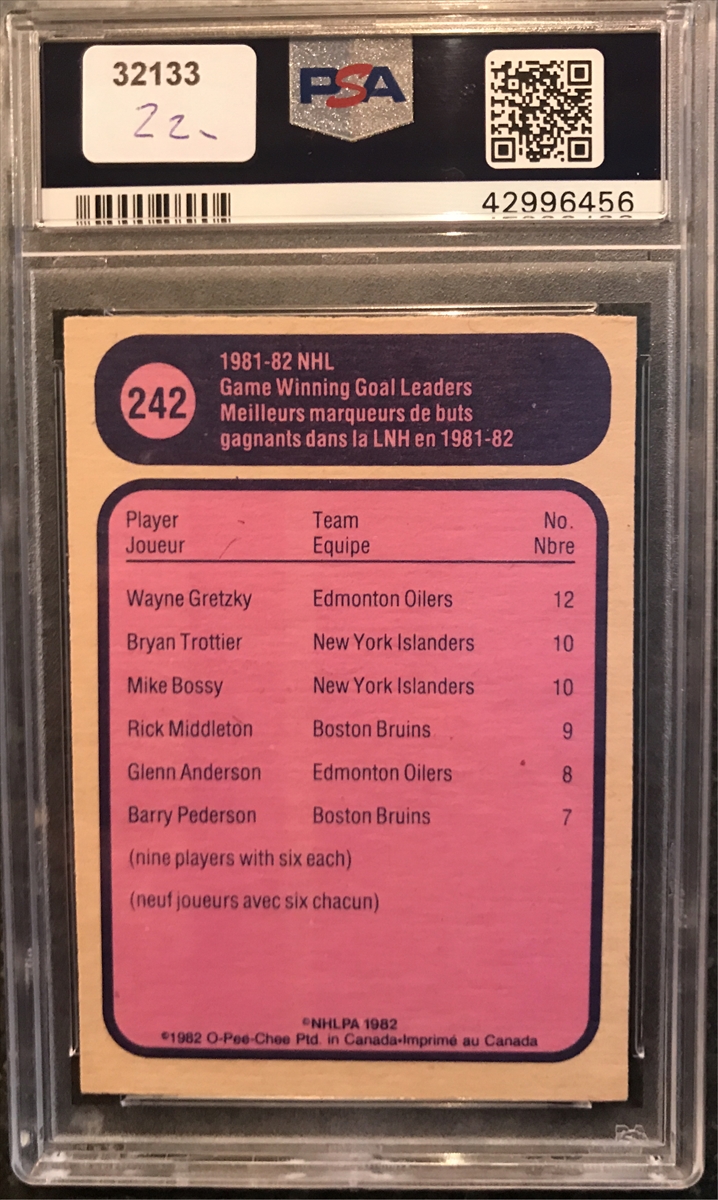 32133
22.
PSA
42996456
242
1981-82 NHL
Game Winning Goal Leaders
Meilleurs marqueurs de buts
gagnants dans la LNH en 1981-82
Player Team No.
Joueur Equipe Nbre
Wayne Gretzky Edmonton Oilers 12
Bryan Trottier New York Islanders 10
Mike Bossy New York Islanders 10
Rick Middleton Boston Bruins 9
Glenn Anderson Edmonton Oilers 8
Barry Pederson Boston Bruins 7
(nine players with six each)
(neuf joueurs avec six chacun)
©NHLPA 1982
©1982 O-Pee-Chee Ptd. in Canada•Imprimé au Canada
PSA